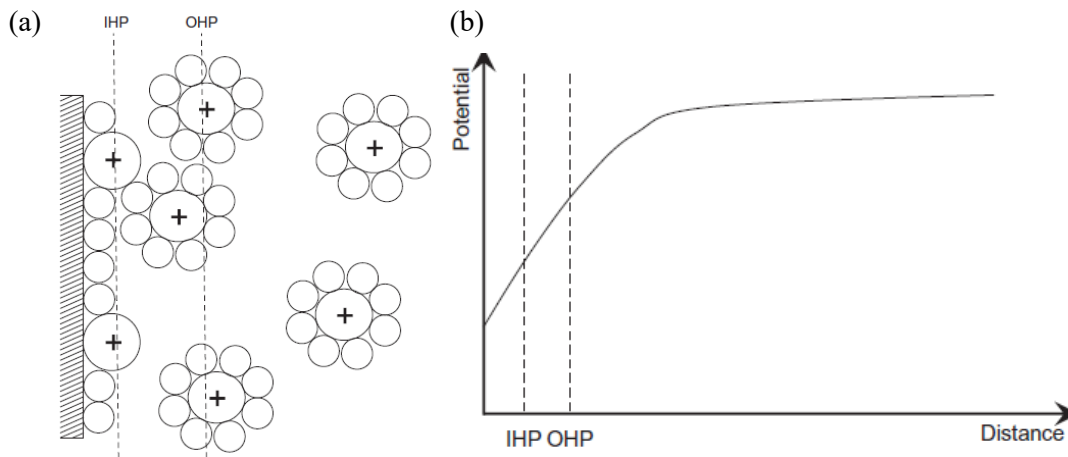 (a)
IHP OHP
+
+
+
+
+
+
+
(b)
Potential
IHP OHP
Distance